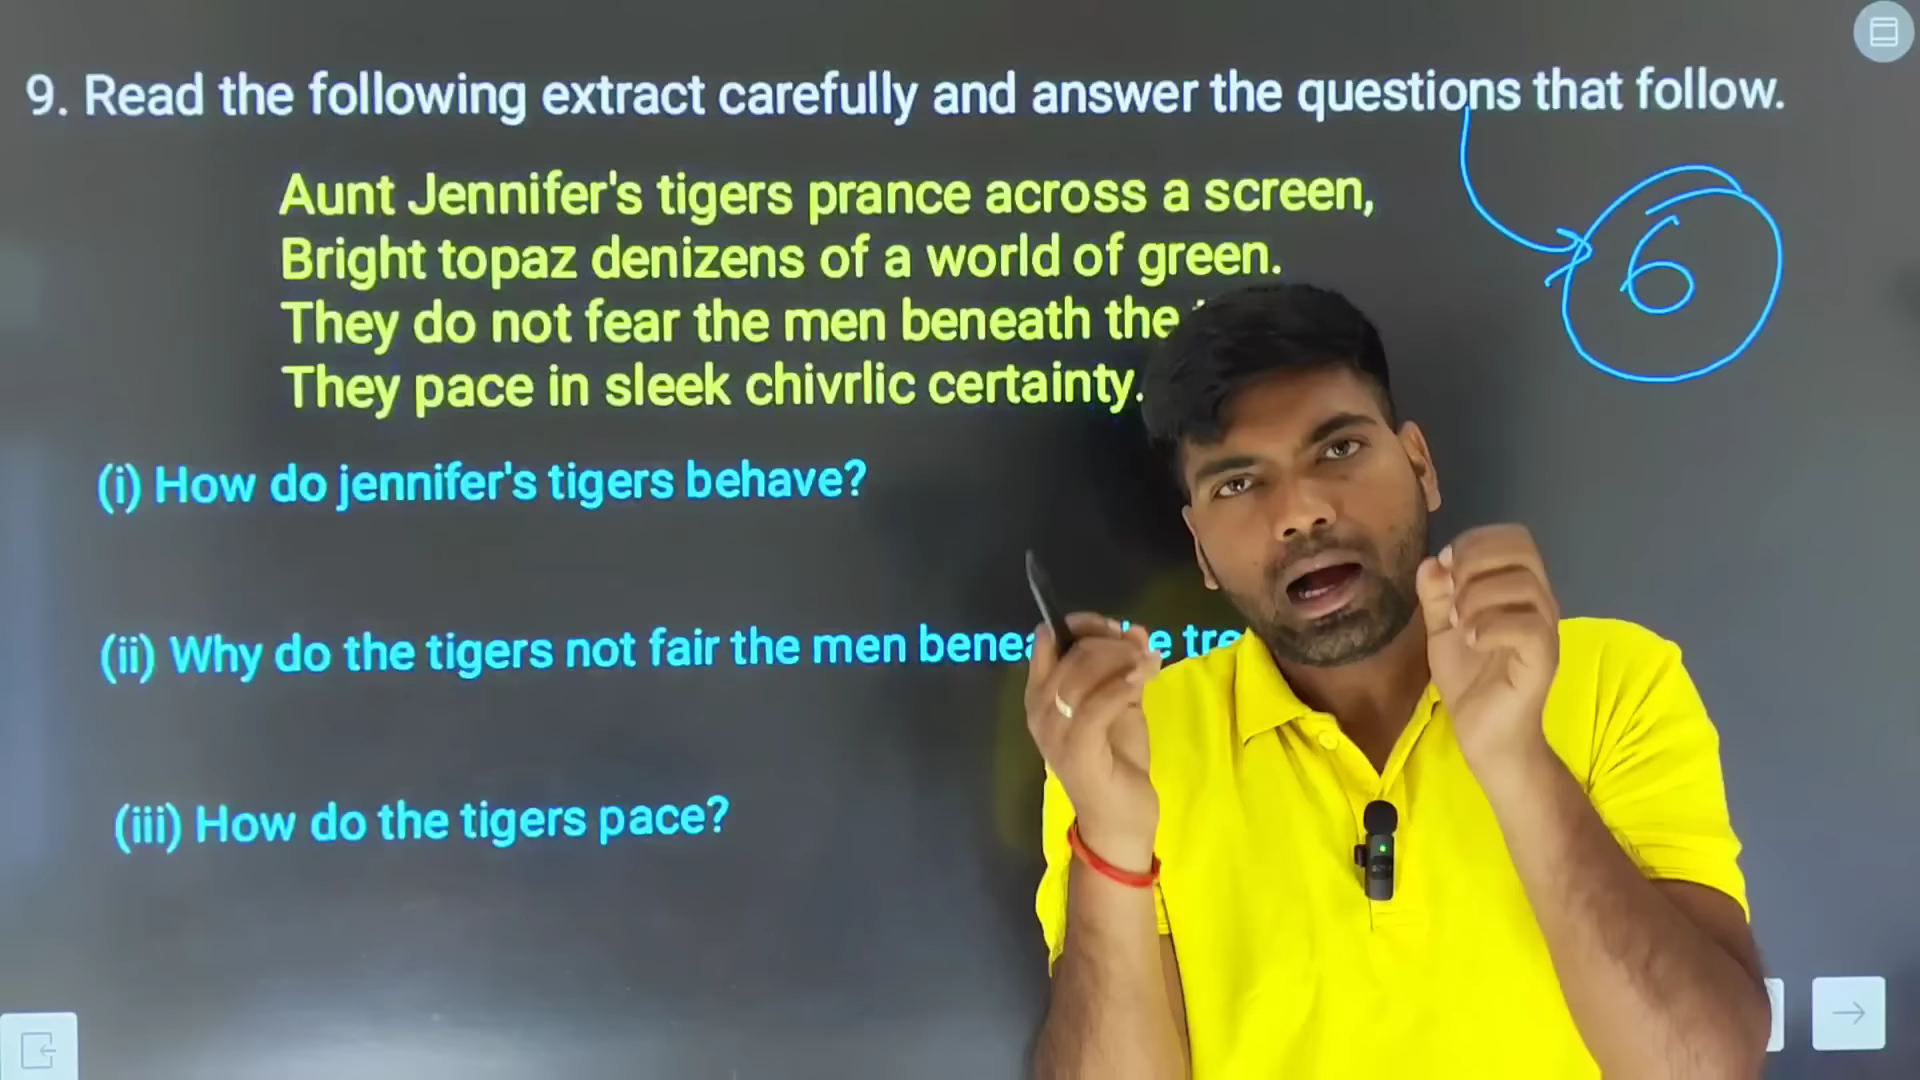 9. Read the following extract carefully and answer the questions that follow.
Aunt Jennifer's tigers prance across a screen,
Bright topaz denizens of a world of green.
They do not fear the men beneath the
They pace in sleek chivrlic certainty.
6
(i) How do jennifer's tigers behave?
(ii) Why do the tigers not fair the men
(iii) How do the tigers pace?